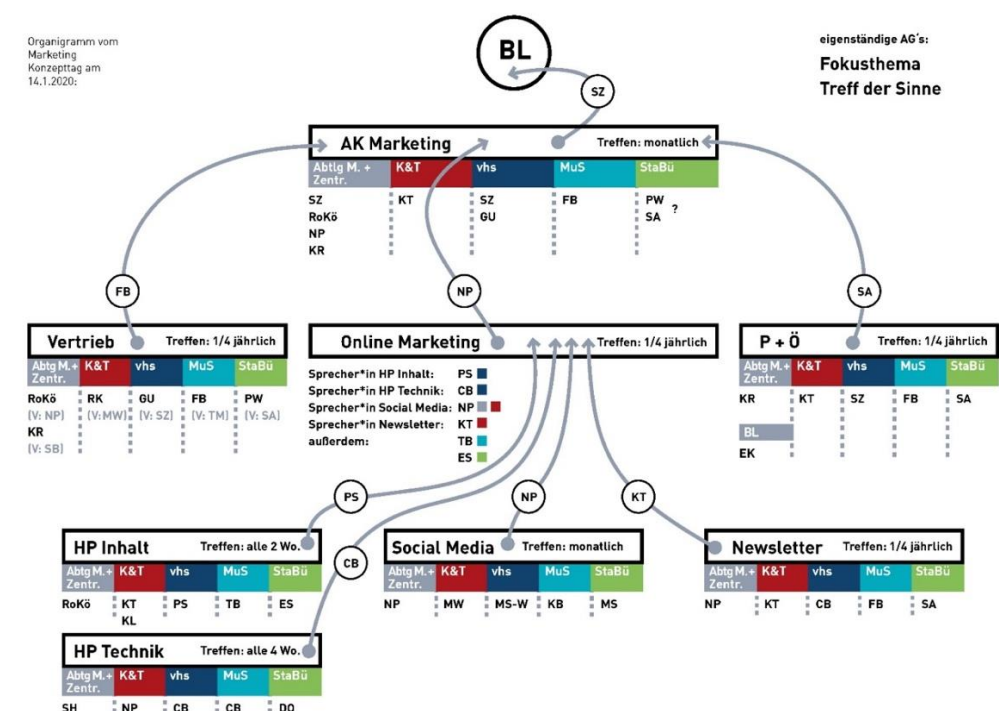 Organigramm vom
Marketing
Konzepttag am
14.1.2020:
BL
eigenständige AG's:
Fokusthema
Treff der Sinne
SZ
AK Marketing Treffen: monatlich
Abtlg M. + Zentr. K&T vhs MuS StaBü
SZ KT SZ FB PW
RoKö GU SA ?
NP
KR
FB
NP
SA
Vertrieb Treffen: 1/4 jährlich
Abtg M.+ Zentr. K&T vhs MuS StaBü
RoKö RK GU FB PW
(V: NP) (V:MW) (V: SZ) (V: TM) (V: SA)
KR
(V: SB)
Online Marketing Treffen: 1/4 jährlich
Sprecher*in HP Inhalt: PS
Sprecher*in HP Technik: CB
Sprecher*in Social Media: NP
Sprecher*in Newsletter: KT
außerdem: TB
ES
P + Ö Treffen: 1/4 jährlich
Abtg M.+ Zentr. K&T vhs MuS StaBü
KR KT SZ FB SA
BL
EK
PS
NP
KT
CB
HP Inhalt Treffen: alle 2 Wo.
Abtg M.+ Zentr. K&T vhs MuS StaBü
RoKö KT PS TB ES
KL
Social Media Treffen: monatlich
Abtg M.+ Zentr. K&T vhs MuS StaBü
NP MW MS-W KB MS
Newsletter Treffen: 1/4 jährlich
Abtg M.+ Zentr. K&T vhs MuS StaBü
NP KT CB FB SA
HP Technik Treffen: alle 4 Wo.
Abtg M.+ Zentr. K&T vhs MuS StaBü
SH NP CB CB DO